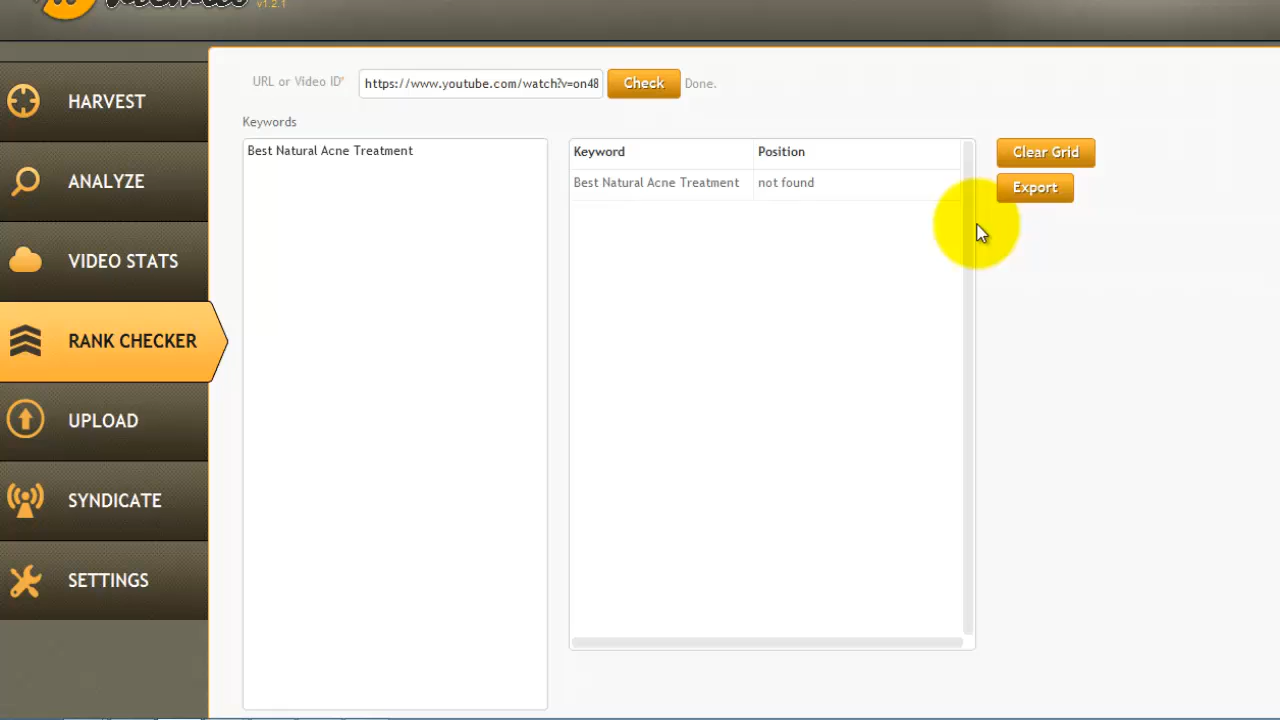 v1.2.1
HARVEST
ANALYZE
VIDEO STATS
RANK CHECKER
UPLOAD
SYNDICATE
SETTINGS
URL or Video ID* https://www.youtube.com/watch?v=on48 Check Done.
Keywords
Best Natural Acne Treatment
Keyword Position
Best Natural Acne Treatment not found
Clear Grid
Export